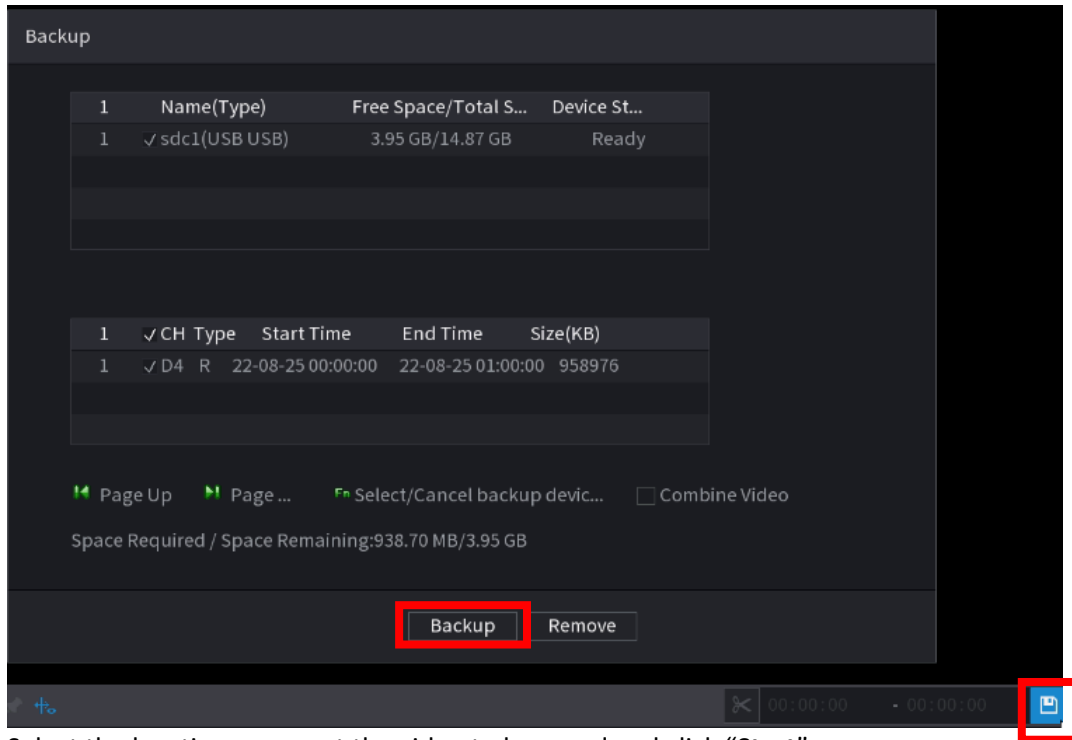 Backup
1 Name(Type) Free Space/Total S... Device St...
1 sdc1(USB USB) 3.95 GB/14.87 GB Ready
1 CH Type Start Time End Time Size(KB)
1 D4 R 22-08-25 00:00:00 22-08-25 01:00:00 958976
Page Up Page ... Fn Select/Cancel backup devic... Combine Video
Space Required / Space Remaining:938.70 MB/3.95 GB
Backup Remove
00:00:00 - 00:00:00